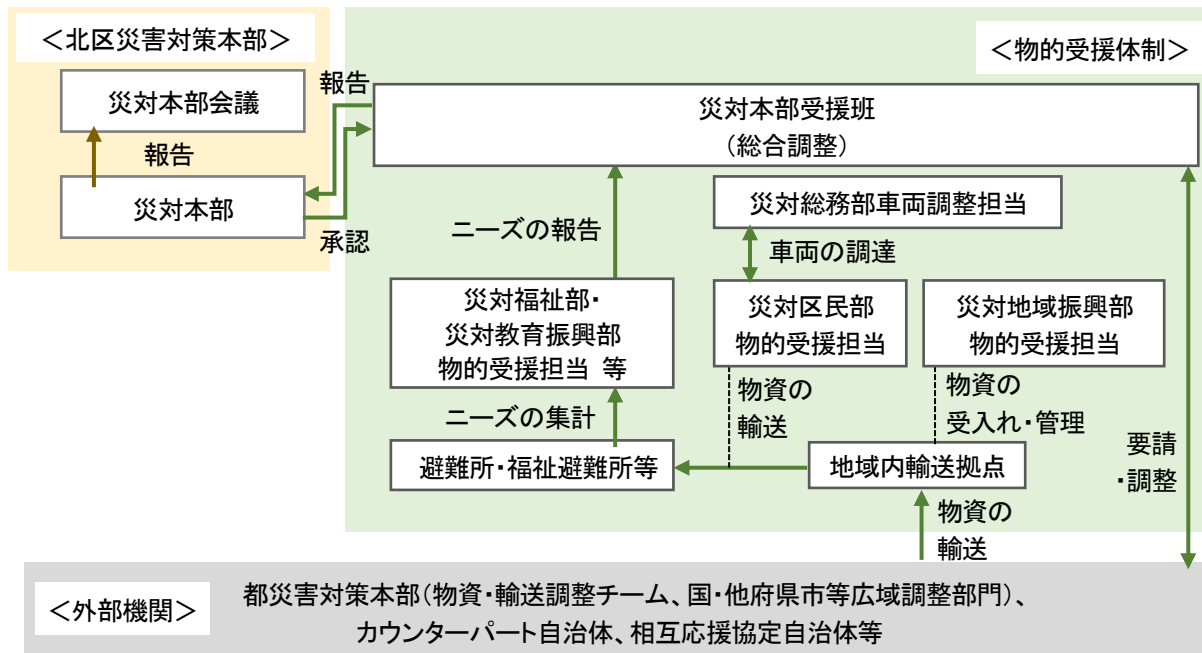 ＜北区災害対策本部＞
災対本部会議
報告
災対本部
報告
承認
＜物的受援体制＞
災対本部受援班
（総合調整）
ニーズの報告
災対総務部車両調整担当
車両の調達
災対福祉部・
災対教育振興部
物的受援担当 等
災対区民部
物的受援担当
災対地域振興部
物的受援担当
ニーズの集計
物資の
輸送
物資の
受入れ・管理
避難所・福祉避難所等
地域内輸送拠点
要請
・調整
物資の
輸送
＜外部機関＞
都災害対策本部（物資・輸送調整チーム、国・他府県市等広域調整部門）、
カウンターパート自治体、相互応援協定自治体等